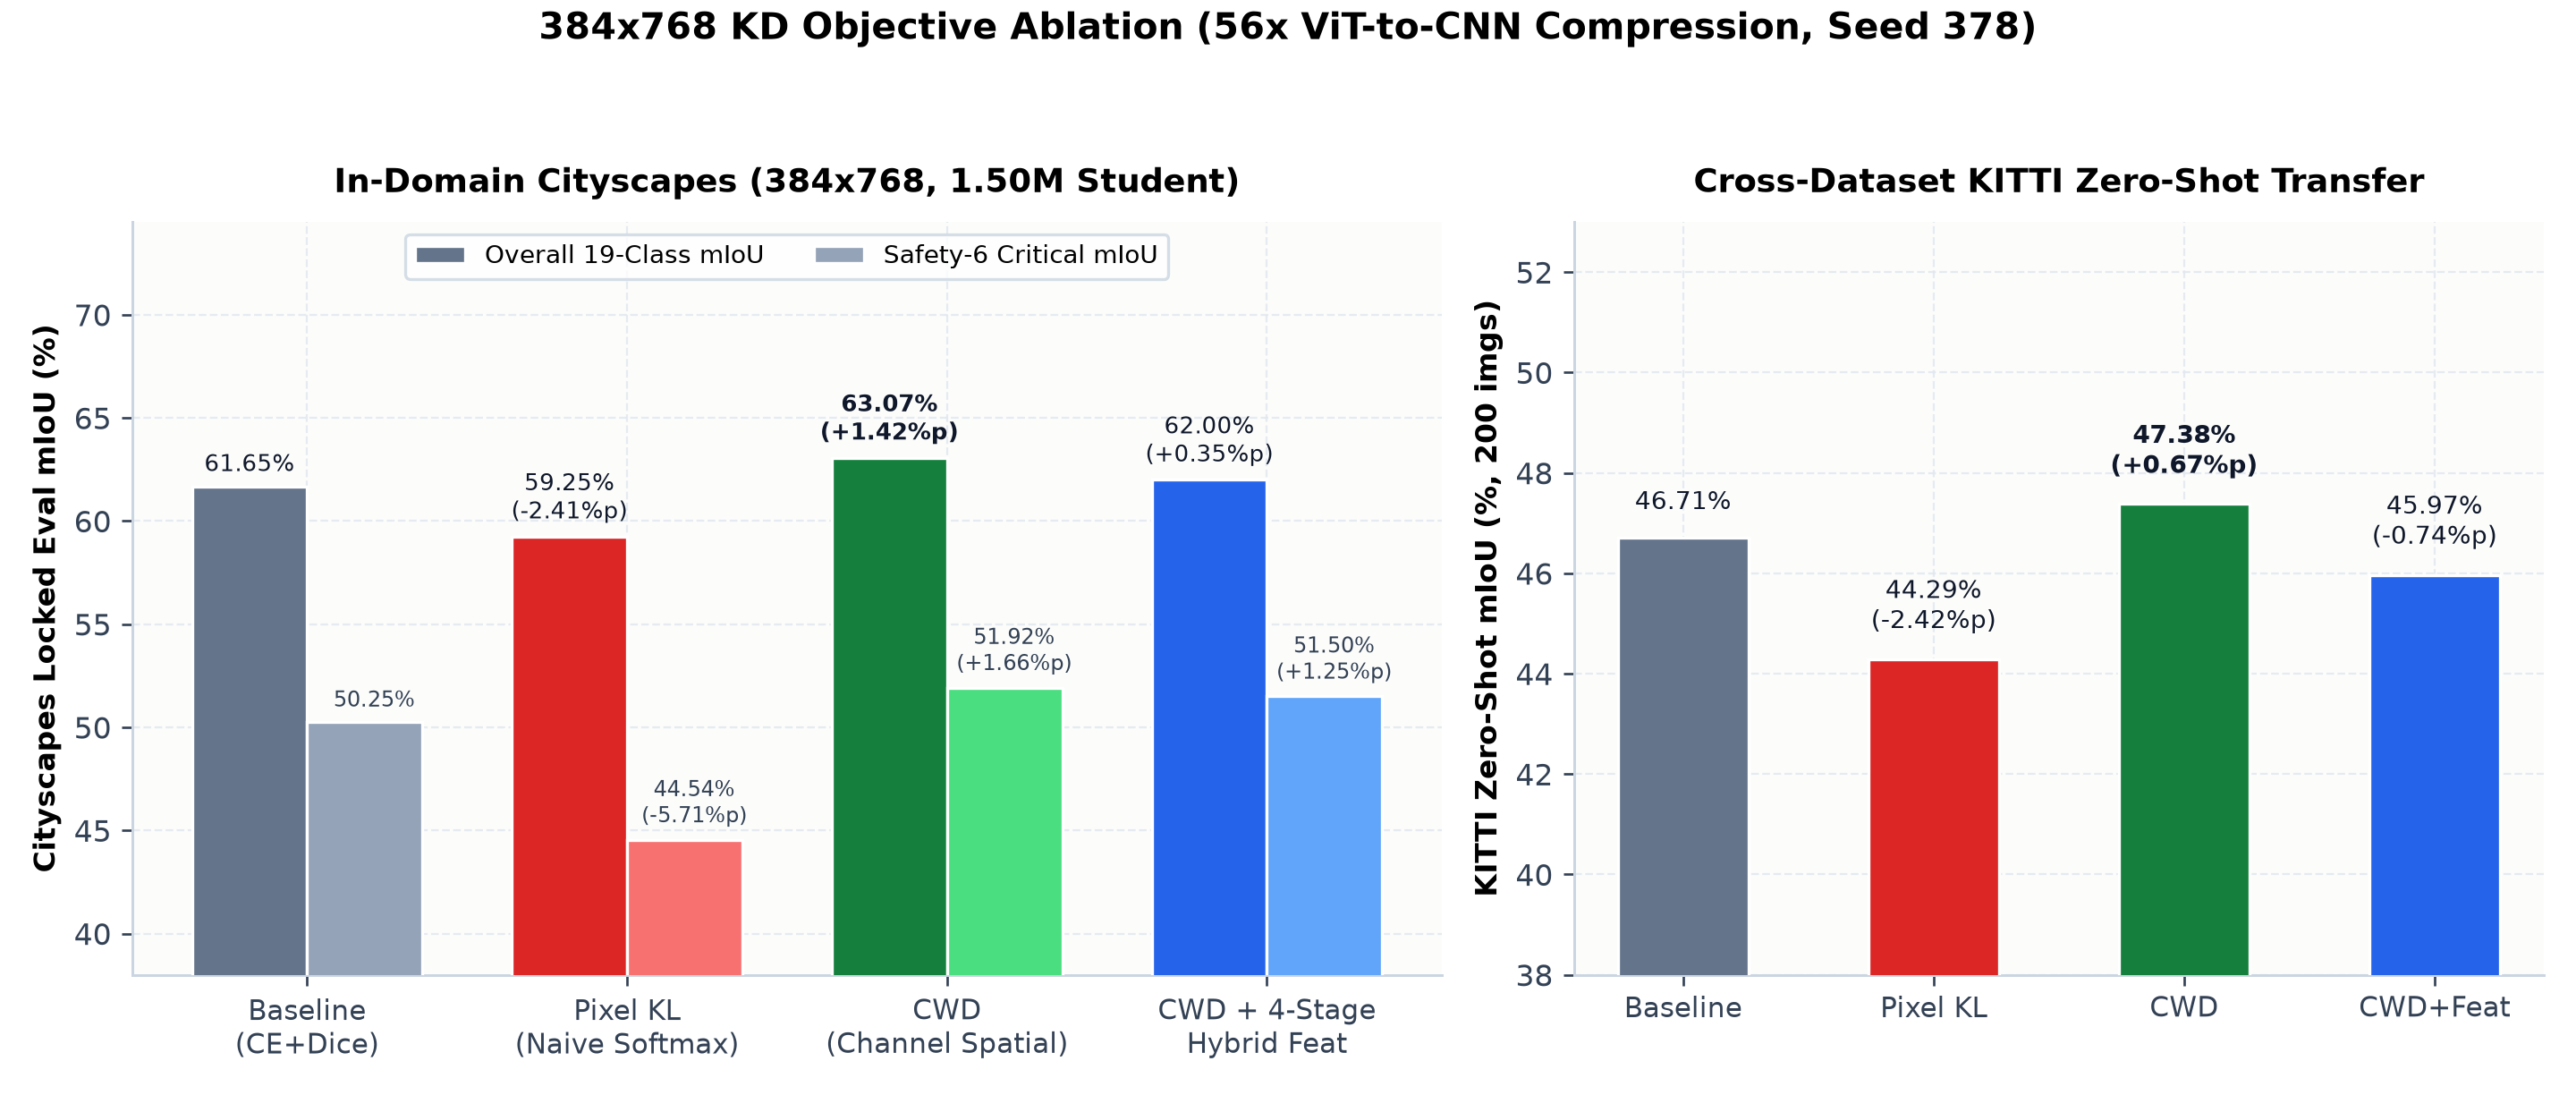 384x768 KD Objective Ablation (56x ViT-to-CNN Compression, Seed 378)
In-Domain Cityscapes (384x768, 1.50M Student)
Cityscapes Locked Eval mIoU (%)
Overall 19-Class mIoU
Safety-6 Critical mIoU
70
65
60
55
50
45
40
61.65%
50.25%
59.25%
(-2.41%p)
44.54%
(-5.71%p)
63.07%
(+1.42%p)
51.92%
(+1.66%p)
62.00%
(+0.35%p)
51.50%
(+1.25%p)
Baseline
(CE+Dice)
Pixel KL
(Naive Softmax)
CWD
(Channel Spatial)
CWD + 4-Stage
Hybrid Feat
Cross-Dataset KITTI Zero-Shot Transfer
KITTI Zero-Shot mIoU (%, 200 imgs)
52
50
48
46
44
42
40
38
46.71%
44.29%
(-2.42%p)
47.38%
(+0.67%p)
45.97%
(-0.74%p)
Baseline
Pixel KL
CWD
CWD+Feat